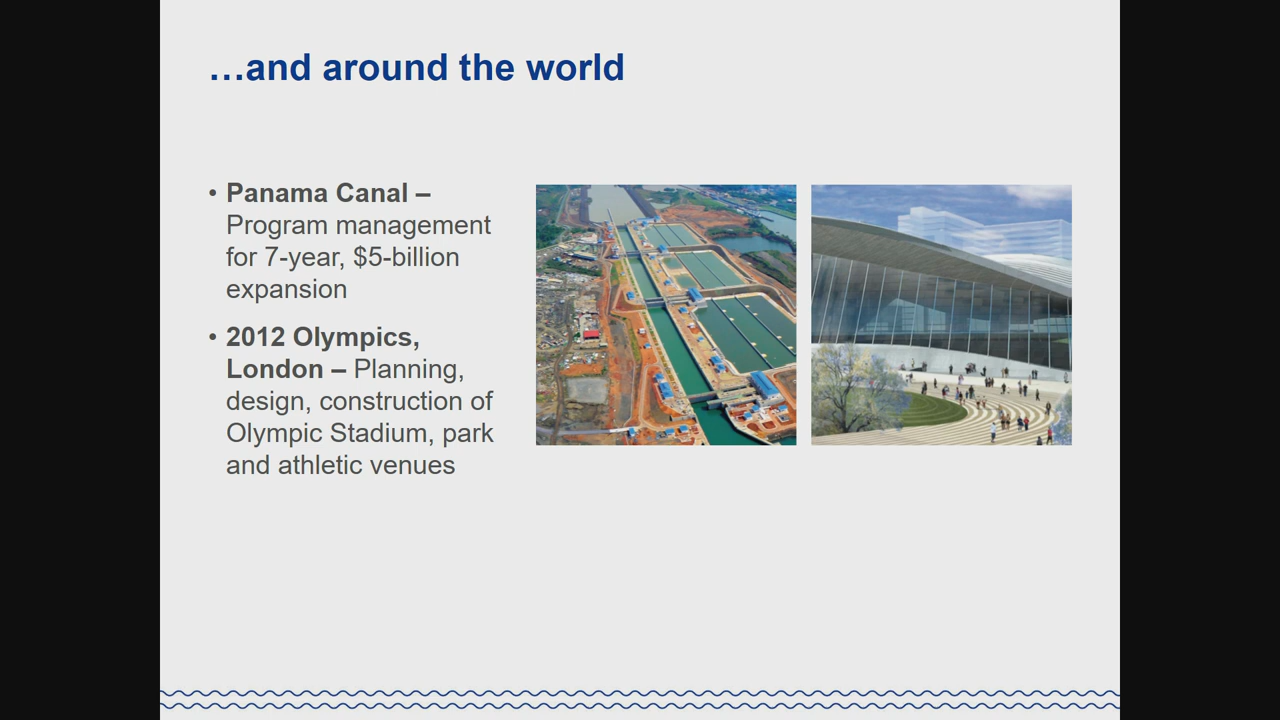 …and around the world
• Panama Canal –
Program management
for 7-year, $5-billion
expansion
• 2012 Olympics,
London – Planning,
design, construction of
Olympic Stadium, park
and athletic venues